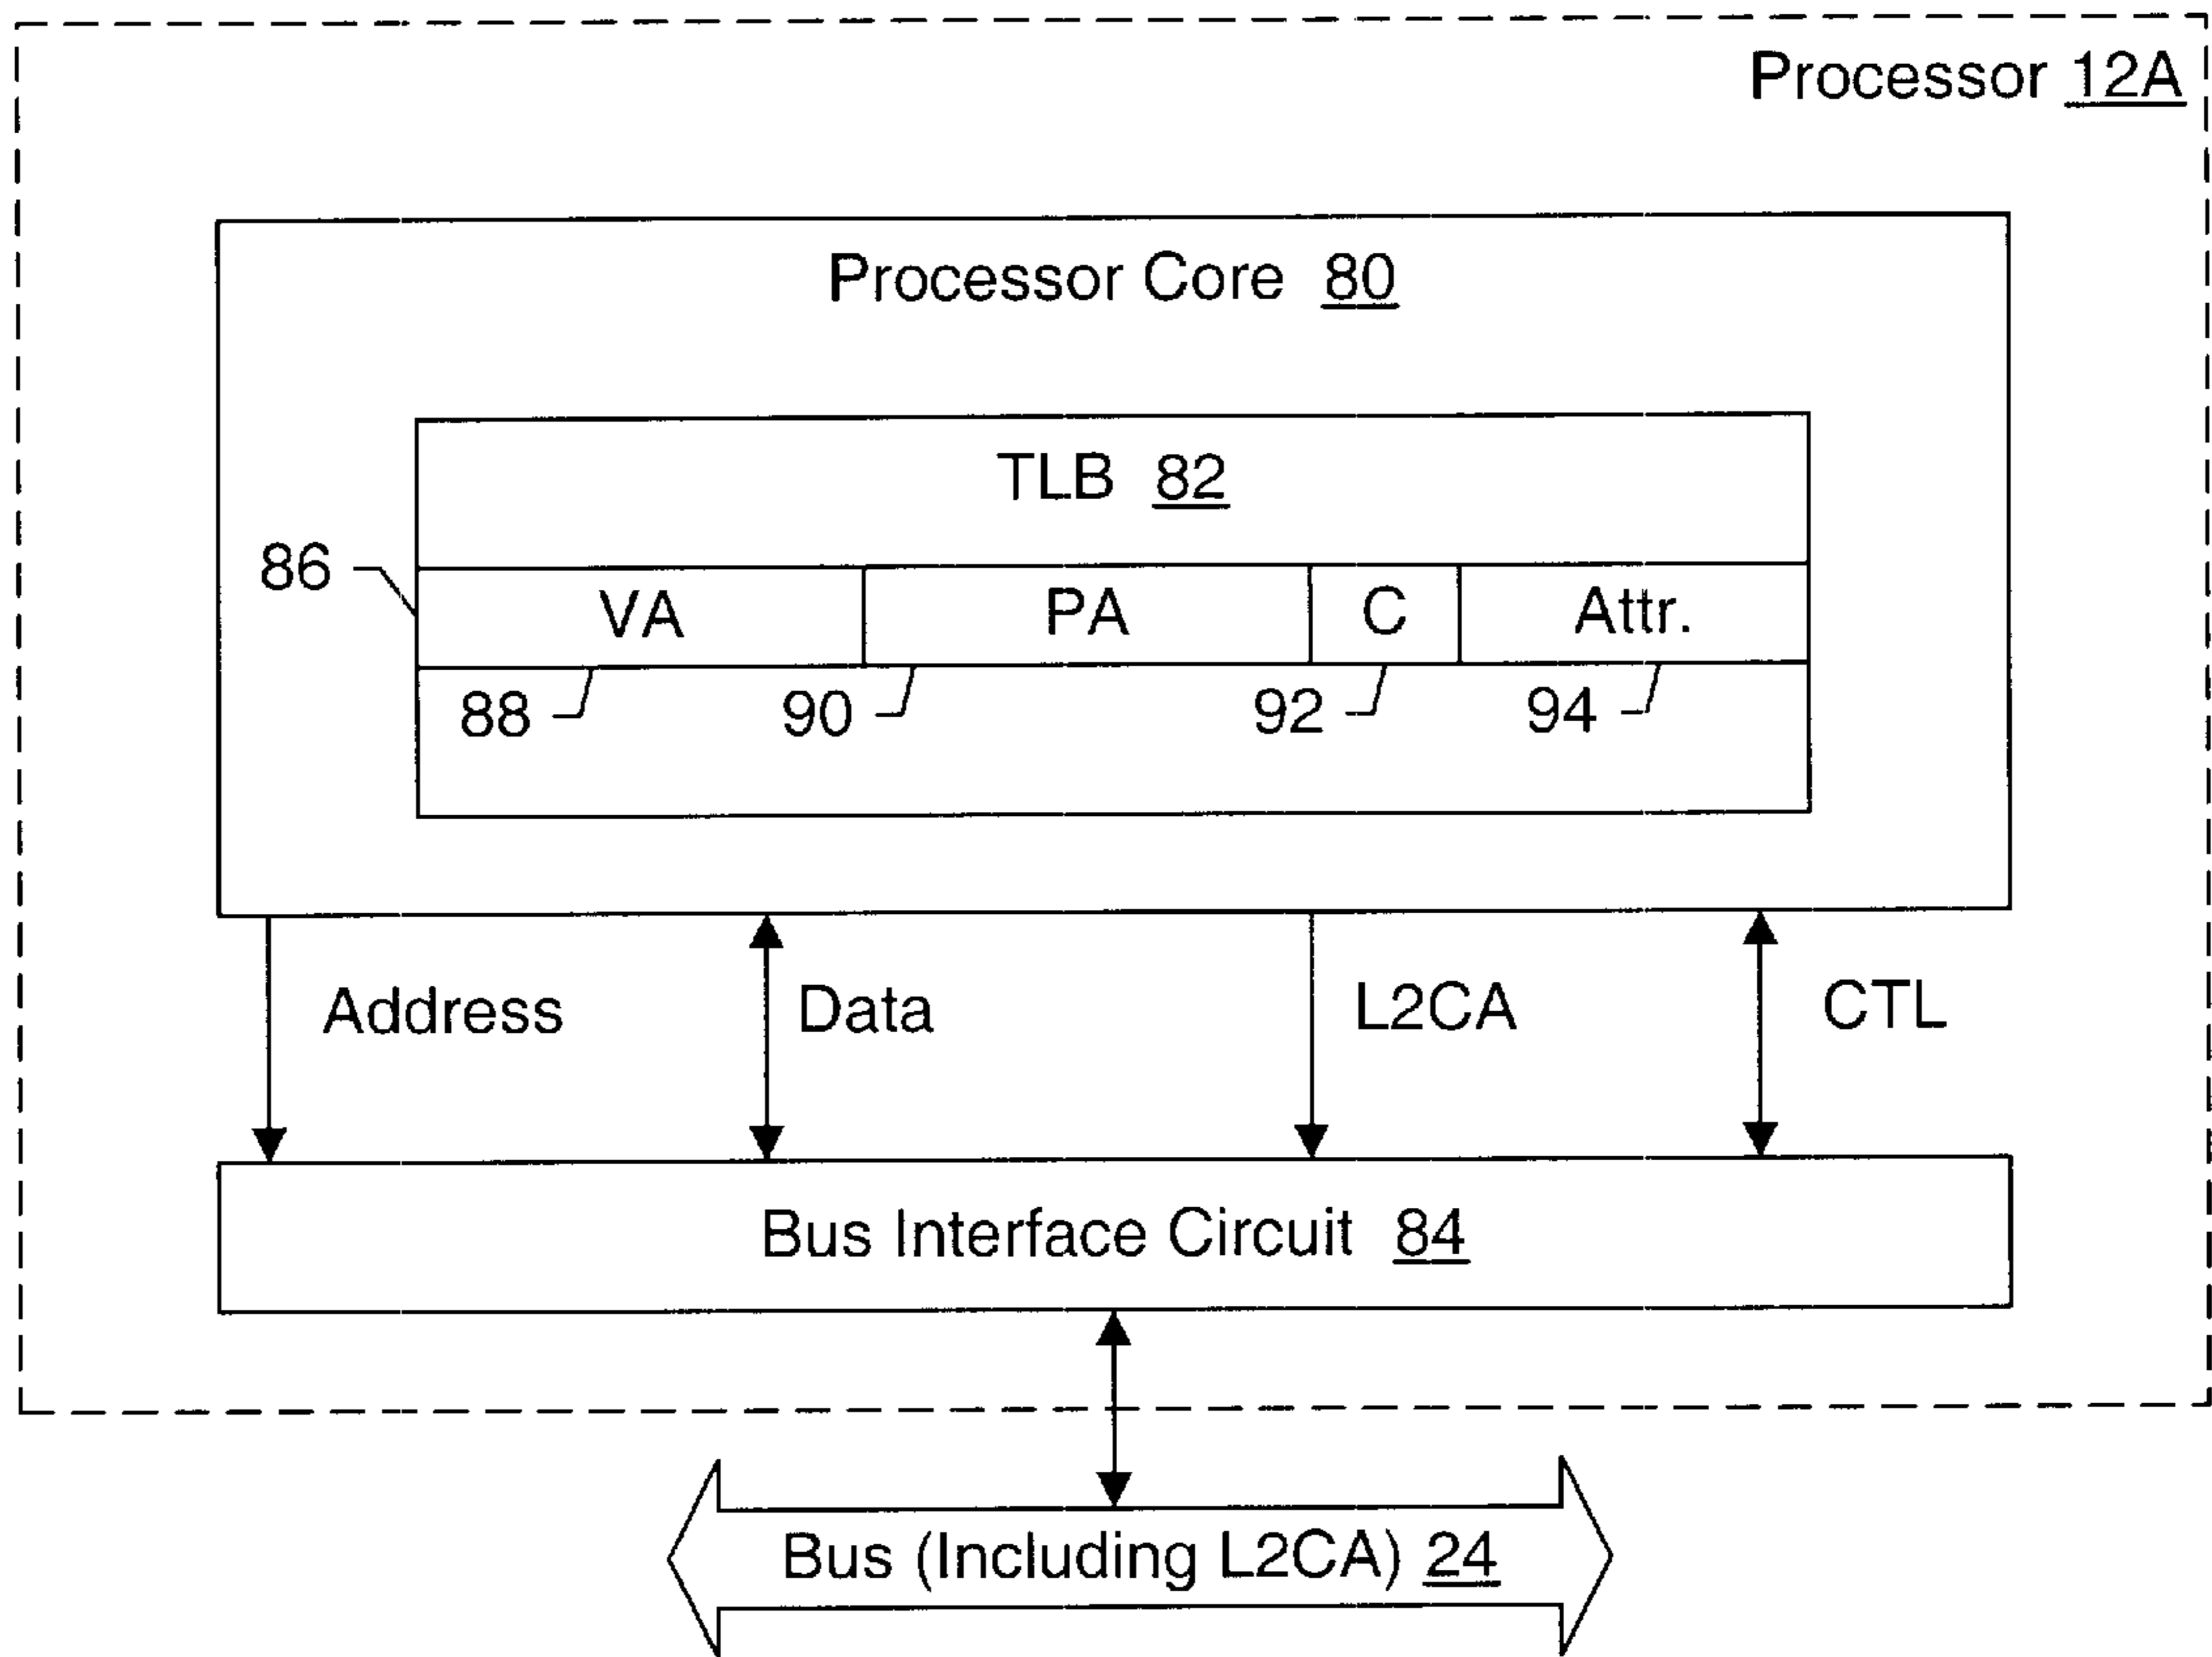 Processor 12A
Processor Core 80
TLB 82
86
VA PA C Attr.
88 90 92 94
Address Data L2CA CTL
Bus Interface Circuit 84
Bus (Including L2CA) 24